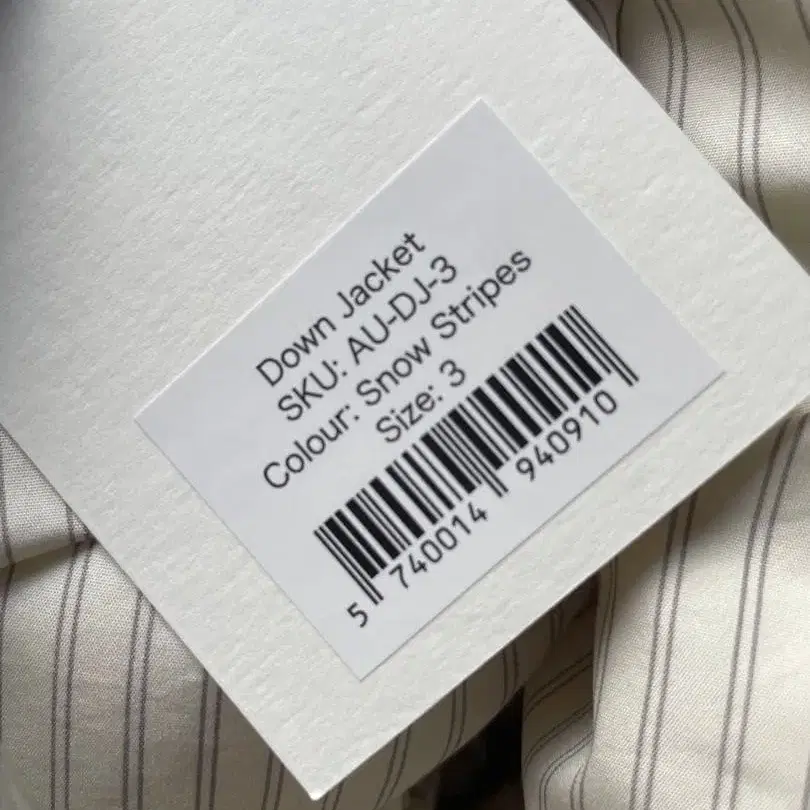 Down Jacket
SKU: AU-DJ-3
Colour: Snow Stripes
Size: 3
5 740014 940910